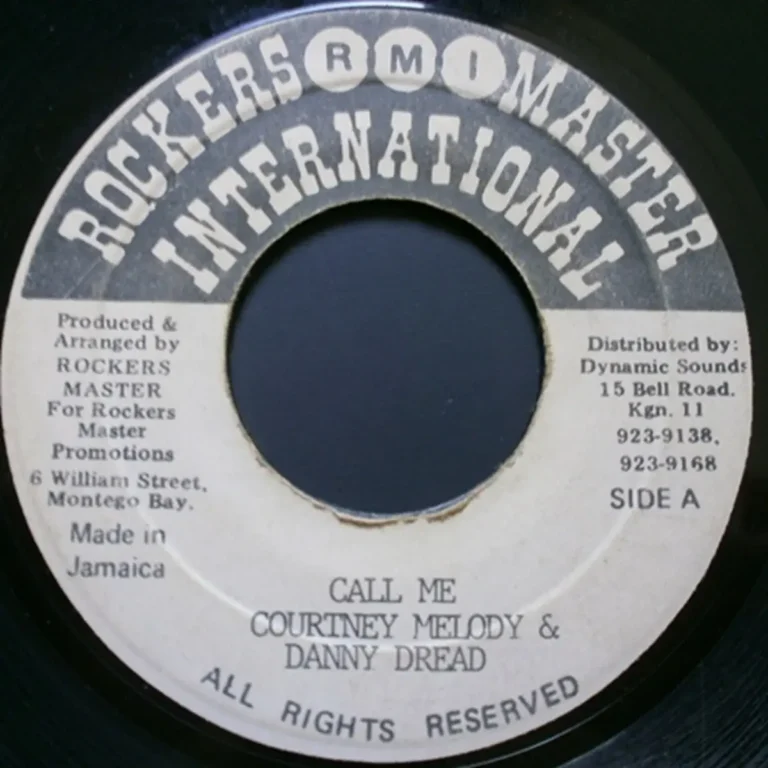 ROCKERS R M I MASTER
INTERNATIONAL
Produced &
Arranged by
ROCKERS
MASTER
For Rockers
Master
Promotions
6 William Street,
Montego Bay.
Made in
Jamaica
Distributed by:
Dynamic Sounds
15 Bell Road.
Kgn. 11
923-9138,
923-9168
SIDE A
CALL ME
COURTNEY MELODY &
DANNY DREAD
ALL RIGHTS RESERVED